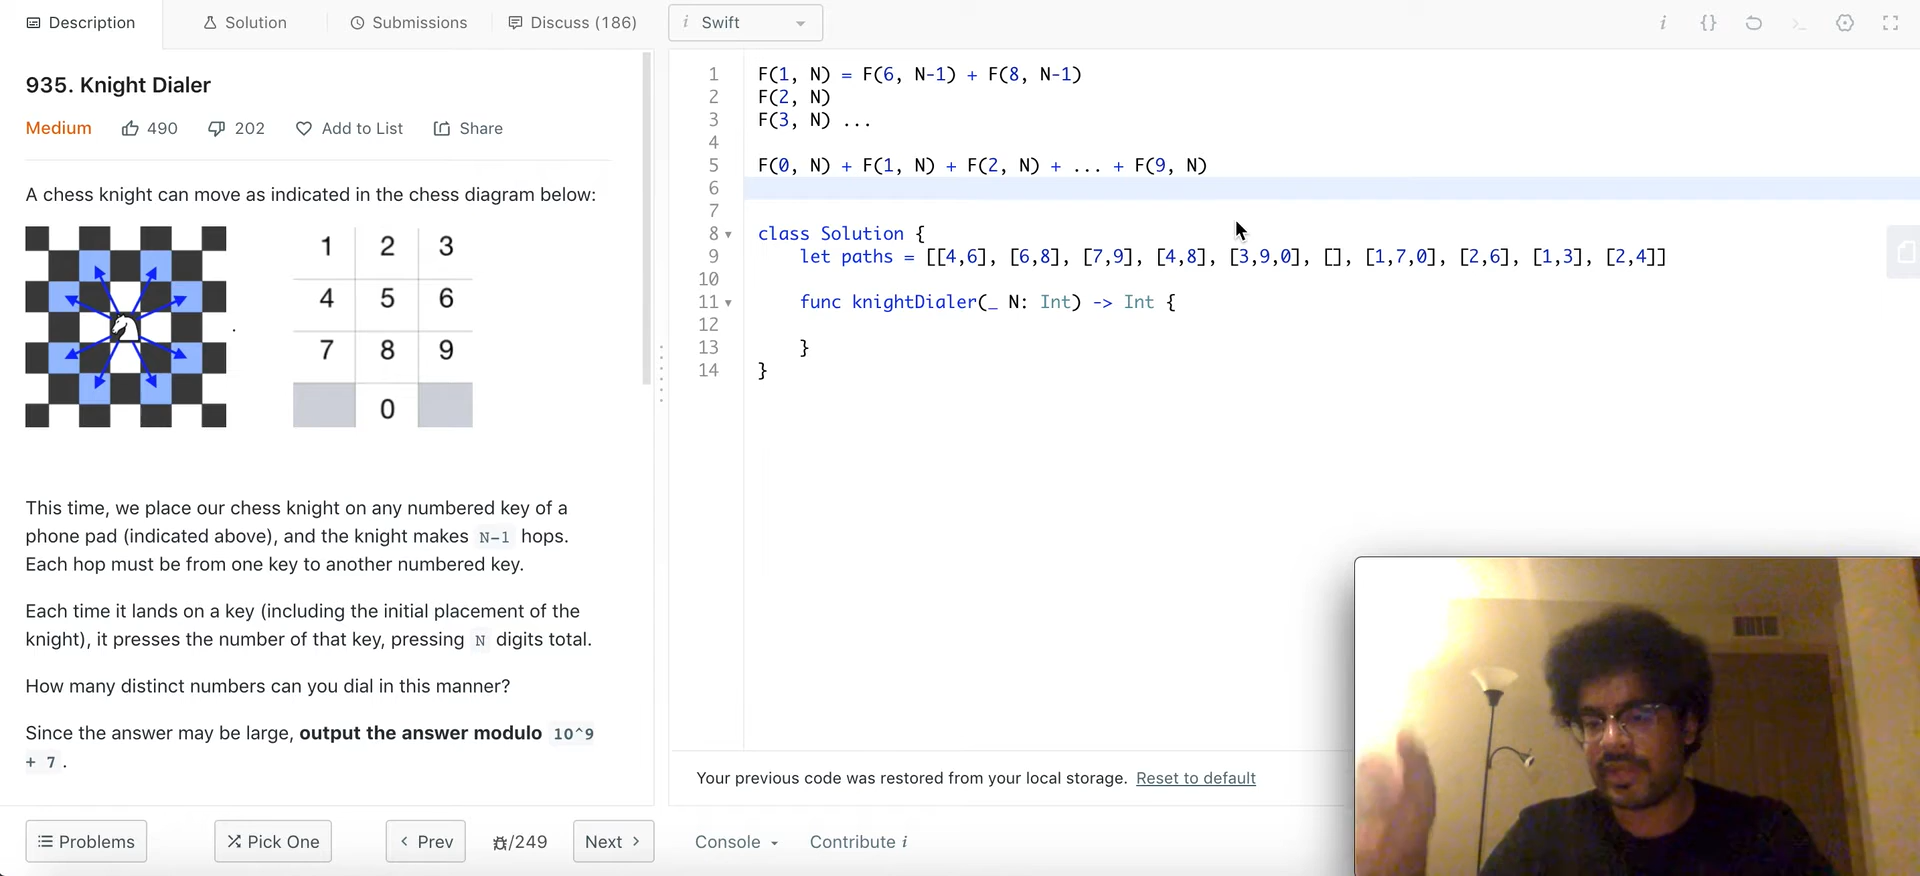 Description
Solution
Submissions
Discuss (186)
i Swift
i {} >_
935. Knight Dialer
Medium 490 202 Add to List Share
A chess knight can move as indicated in the chess diagram below:
1 2 3
4 5 6
7 8 9
0
.
This time, we place our chess knight on any numbered key of a
phone pad (indicated above), and the knight makes N-1 hops.
Each hop must be from one key to another numbered key.
Each time it lands on a key (including the initial placement of the
knight), it presses the number of that key, pressing N digits total.
How many distinct numbers can you dial in this manner?
Since the answer may be large, output the answer modulo 10^9
+ 7 .
1 F(1, N) = F(6, N-1) + F(8, N-1)
2 F(2, N)
3 F(3, N) ...
4
5 F(0, N) + F(1, N) + F(2, N) + ... + F(9, N)
6
7
8 class Solution {
9 let paths = [[4,6], [6,8], [7,9], [4,8], [3,9,0], [], [1,7,0], [2,6], [1,3], [2,4]]
10
11 func knightDialer(_ N: Int) -> Int {
12
13 }
14 }
Your previous code was restored from your local storage. Reset to default
Problems
Pick One
< Prev
/249
Next >
Console
Contribute i